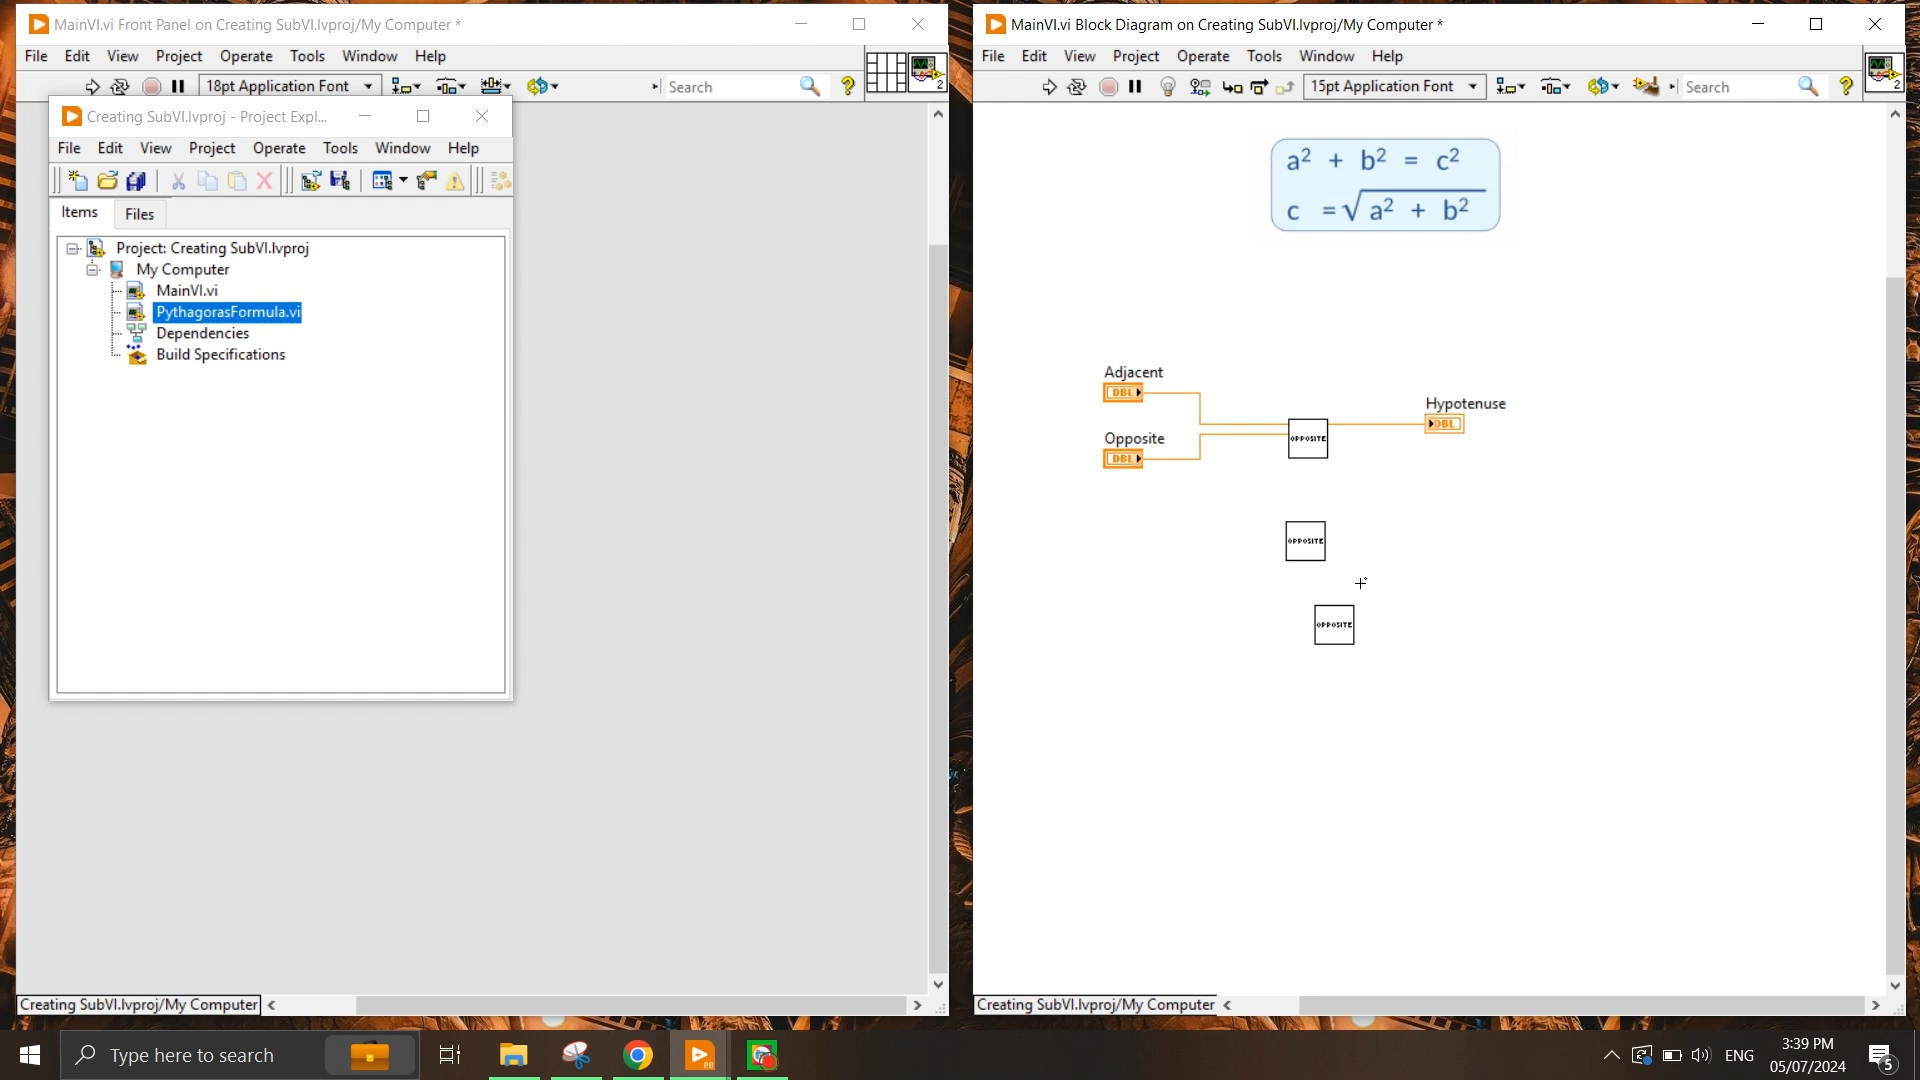 MainVI.vi Front Panel on Creating SubVI.lvproj/My Computer *
File Edit View Project Operate Tools Window Help
18pt Application Font
Search
2
Creating SubVI.lvproj - Project Expl...
File Edit View Project Operate Tools Window Help
Items
Files
Project: Creating SubVI.lvproj
My Computer
MainVI.vi
PythagorasFormula.vi
Dependencies
Build Specifications
Creating SubVI.lvproj/My Computer
MainVI.vi Block Diagram on Creating SubVI.lvproj/My Computer *
File Edit View Project Operate Tools Window Help
15pt Application Font
Search
2
a² + b² = c²
c = √a² + b²
Adjacent
DBL
Opposite
DBL
OPPOSITE
Hypotenuse
DBL
OPPOSITE
OPPOSITE
Creating SubVI.lvproj/My Computer
Type here to search
ENG
3:39 PM
05/07/2024
5